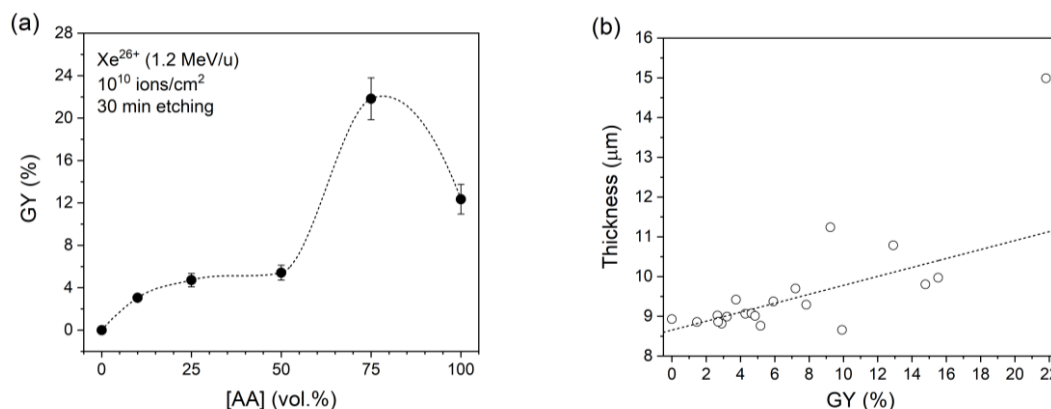 (a)
28
24
20
16
12
8
4
0
GY (%)
Xe26+ (1.2 MeV/u)
10^10 ions/cm2
30 min etching
0 25 50 75 100
[AA] (vol.%)
(b)
16
15
14
13
12
11
10
9
8
Thickness (μm)
0 2 4 6 8 10 12 14 16 18 20 22
GY (%)